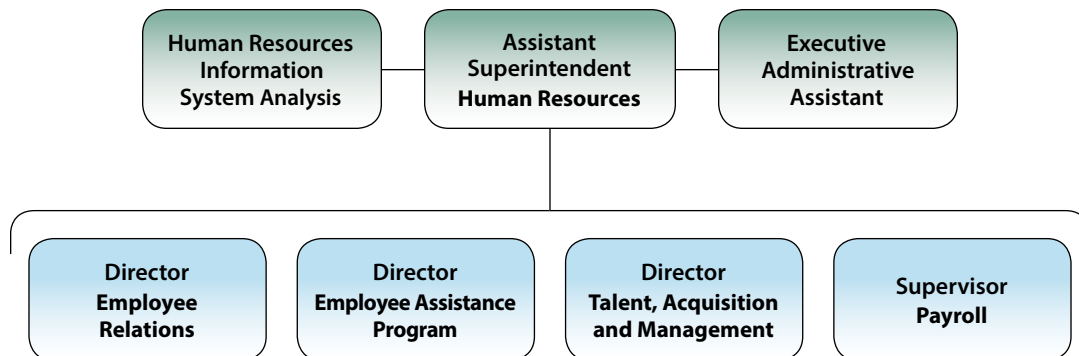 Human Resources
Information
System Analysis
Assistant
Superintendent
Human Resources
Executive
Administrative
Assistant
Director
Employee
Relations
Director
Employee Assistance
Program
Director
Talent, Acquisition
and Management
Supervisor
Payroll